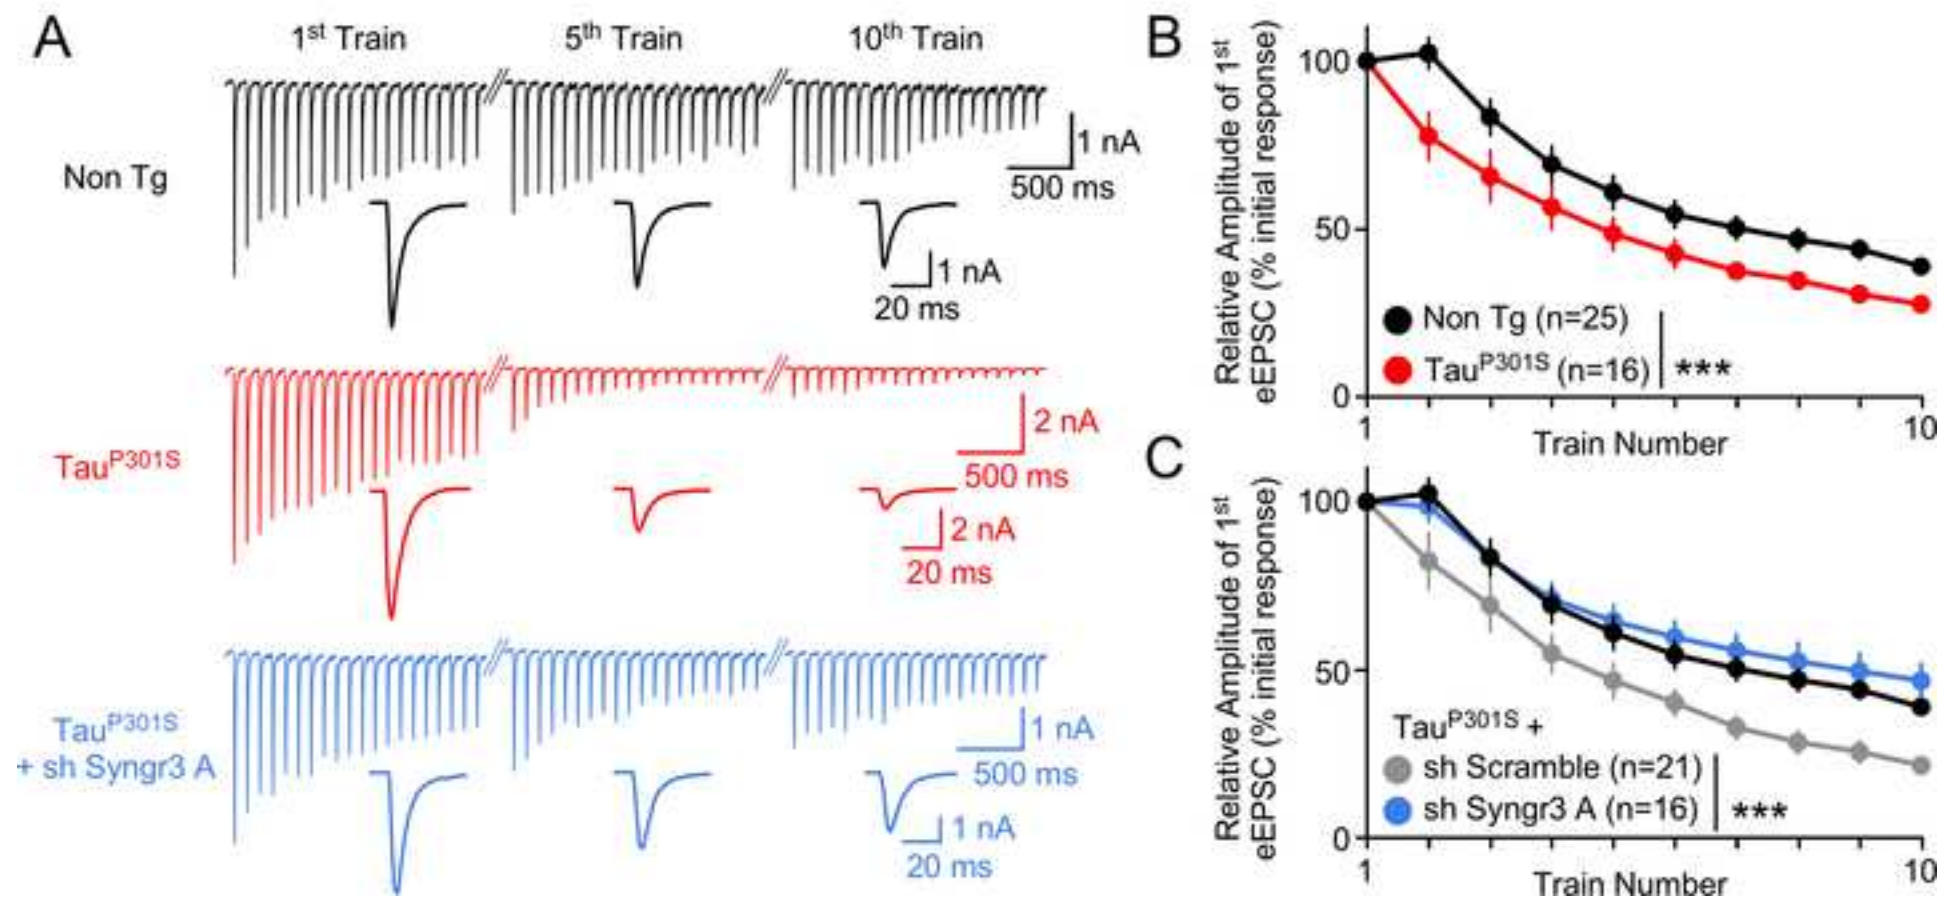 A
1st Train
5th Train
10th Train
Non Tg
1 nA
500 ms
1 nA
20 ms
TauP301S
2 nA
500 ms
2 nA
20 ms
TauP301S
+ sh Syngr3 A
1 nA
500 ms
1 nA
20 ms
B
Relative Amplitude of 1st
eEPSC (% initial response)
100
50
0
Non Tg (n=25)
TauP301S (n=16)
***
1
10
Train Number
C
Relative Amplitude of 1st
eEPSC (% initial response)
100
50
0
TauP301S +
sh Scramble (n=21)
sh Syngr3 A (n=16)
***
1
10
Train Number